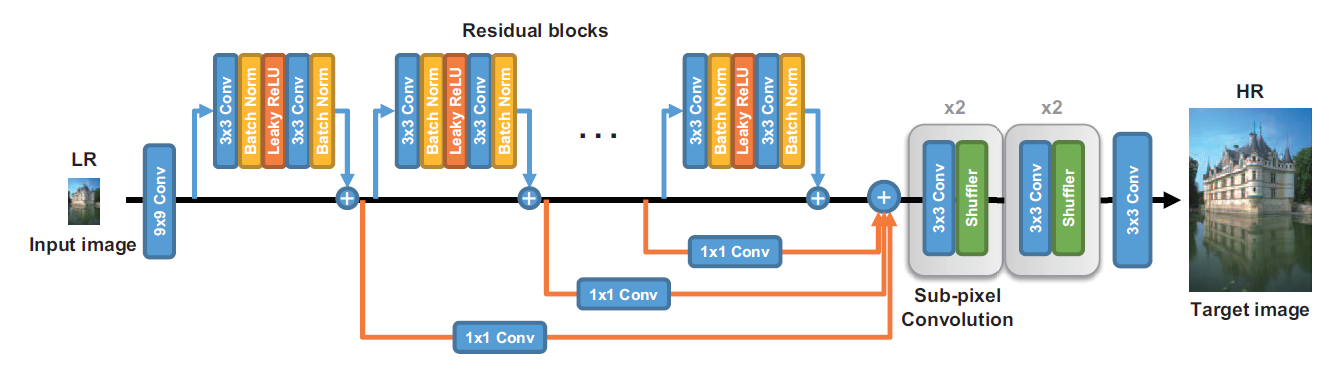 Residual blocks
LR
Input image
9x9 Conv
3x3 Conv
Batch Norm
Leaky ReLU
3x3 Conv
Batch Norm
3x3 Conv
Batch Norm
Leaky ReLU
3x3 Conv
Batch Norm
. . .
3x3 Conv
Batch Norm
Leaky ReLU
3x3 Conv
Batch Norm
+
+
+
+
1x1 Conv
1x1 Conv
1x1 Conv
x2
3x3 Conv
Shuffler
x2
3x3 Conv
Shuffler
Sub-pixel
Convolution
3x3 Conv
HR
Target image